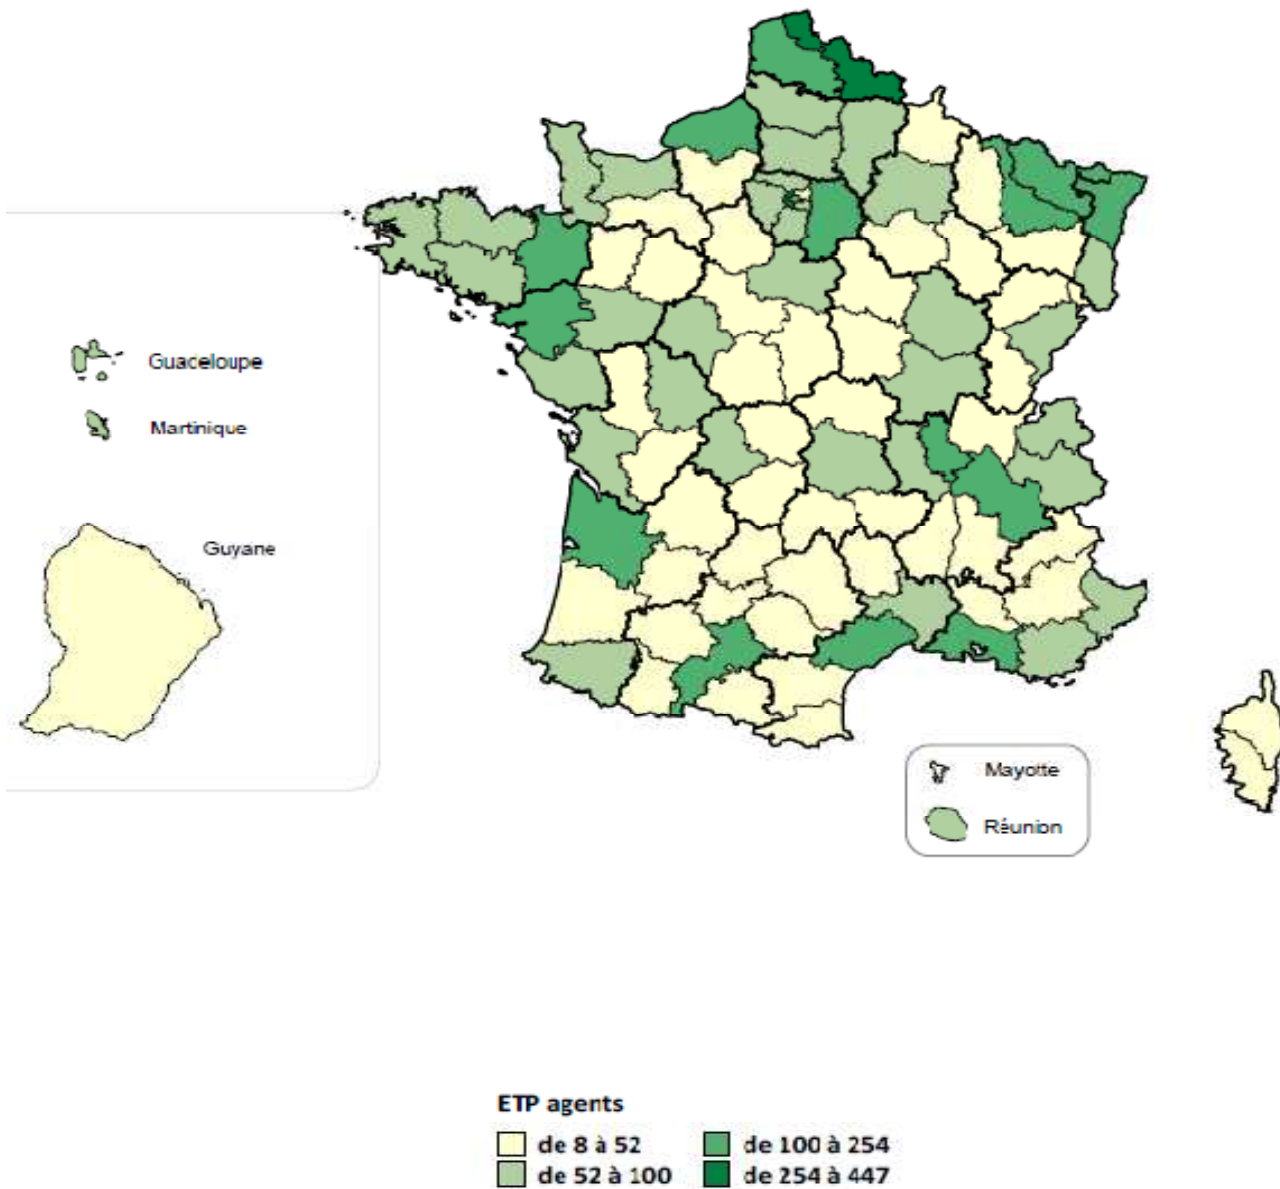 Guaceloupe
Martinique
Guyane
Mayotte
Réunion
ETP agents
de 8 à 52
de 100 à 254
de 52 à 100
de 254 à 447